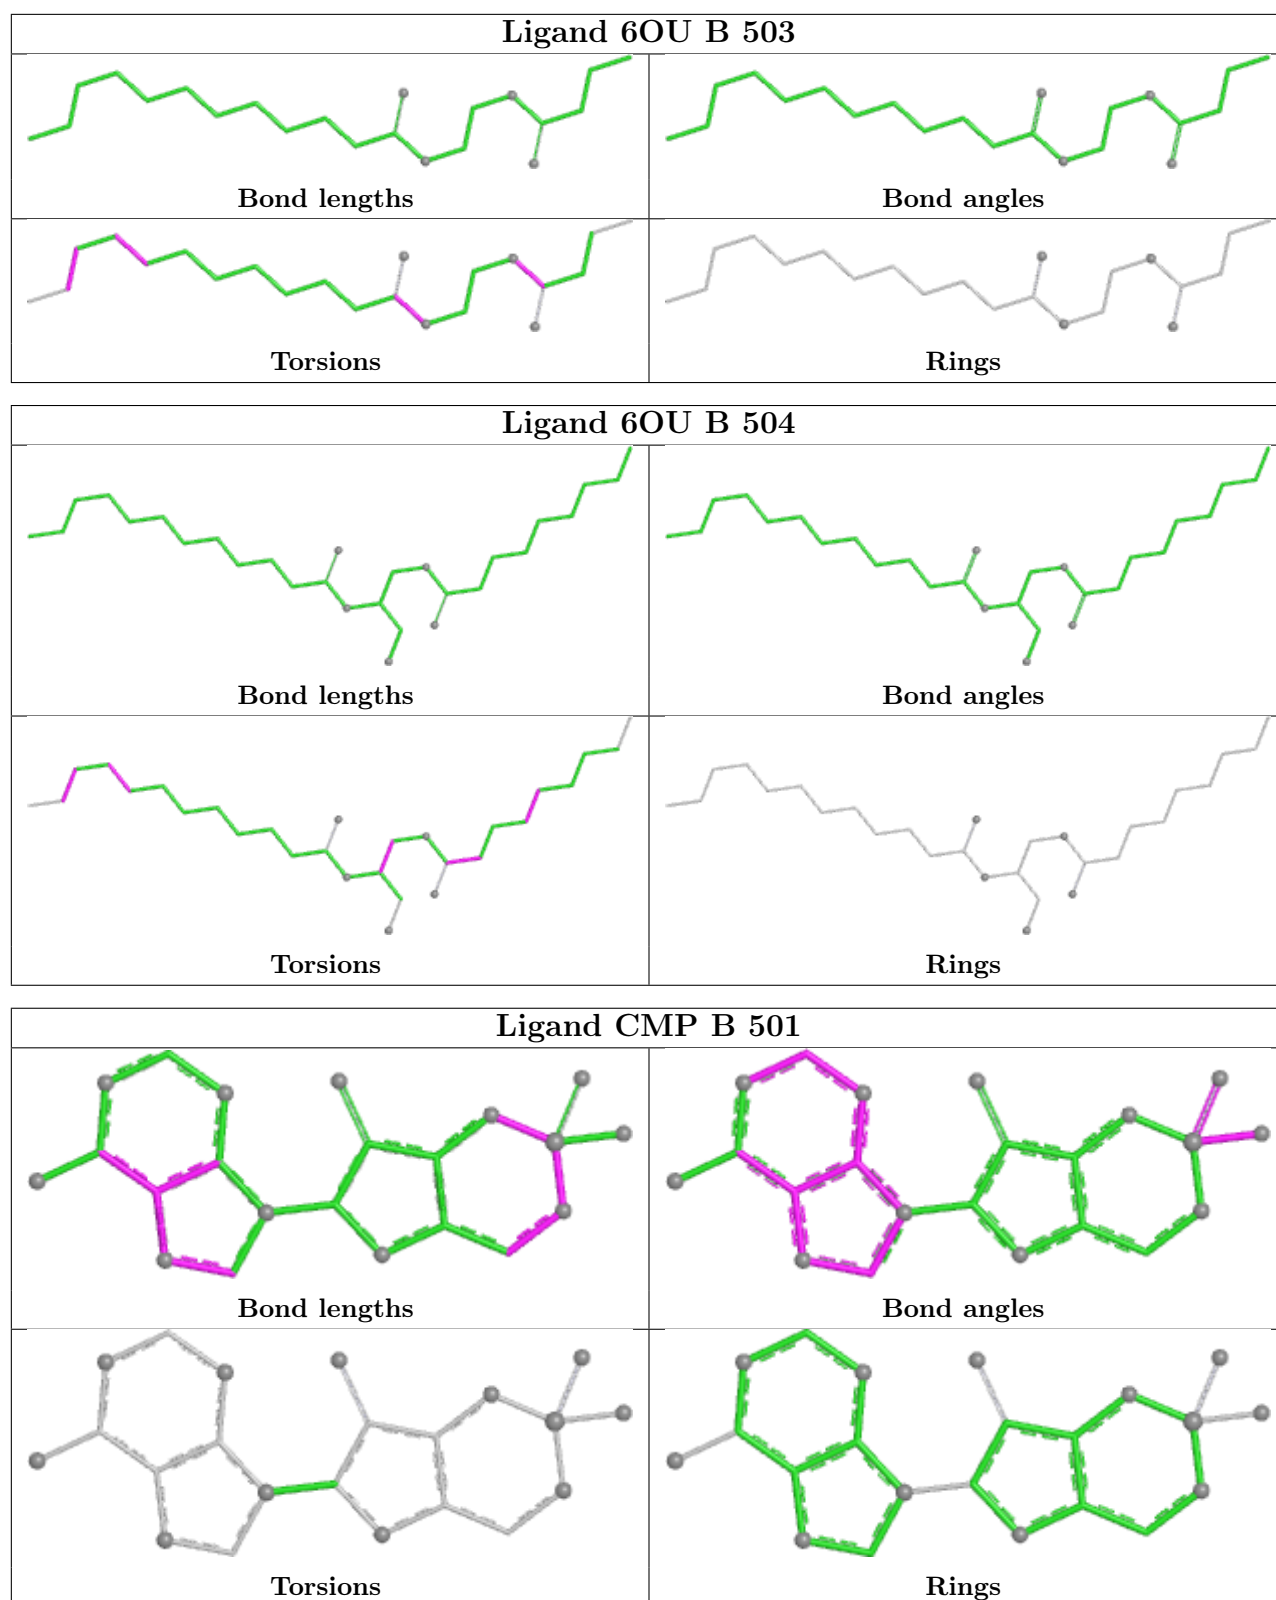 Ligand 6OU B 503
Bond lengths
Bond angles
Torsions
Rings
Ligand 6OU B 504
Bond lengths
Bond angles
Torsions
Rings
Ligand CMP B 501
Bond lengths
Bond angles
Torsions
Rings